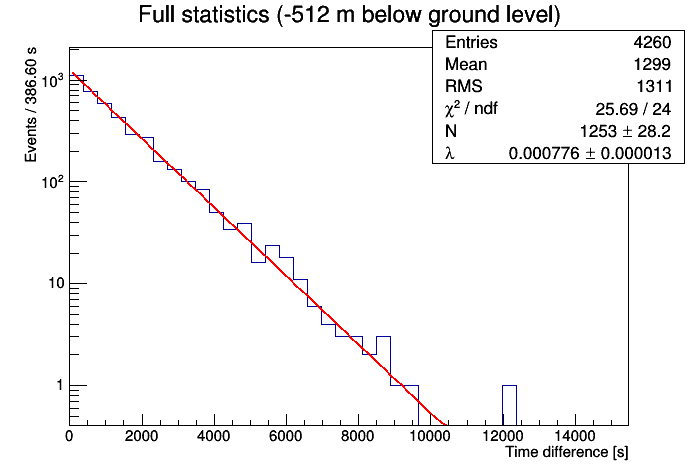 Full statistics (-512 m below ground level)
Entries 4260
Mean 1299
RMS 1311
χ² / ndf 25.69 / 24
N 1253 ± 28.2
λ 0.000776 ± 0.000013
Events / 386.60 s
10³
10²
10
1
0 2000 4000 6000 8000 10000 12000 14000
Time difference [s]